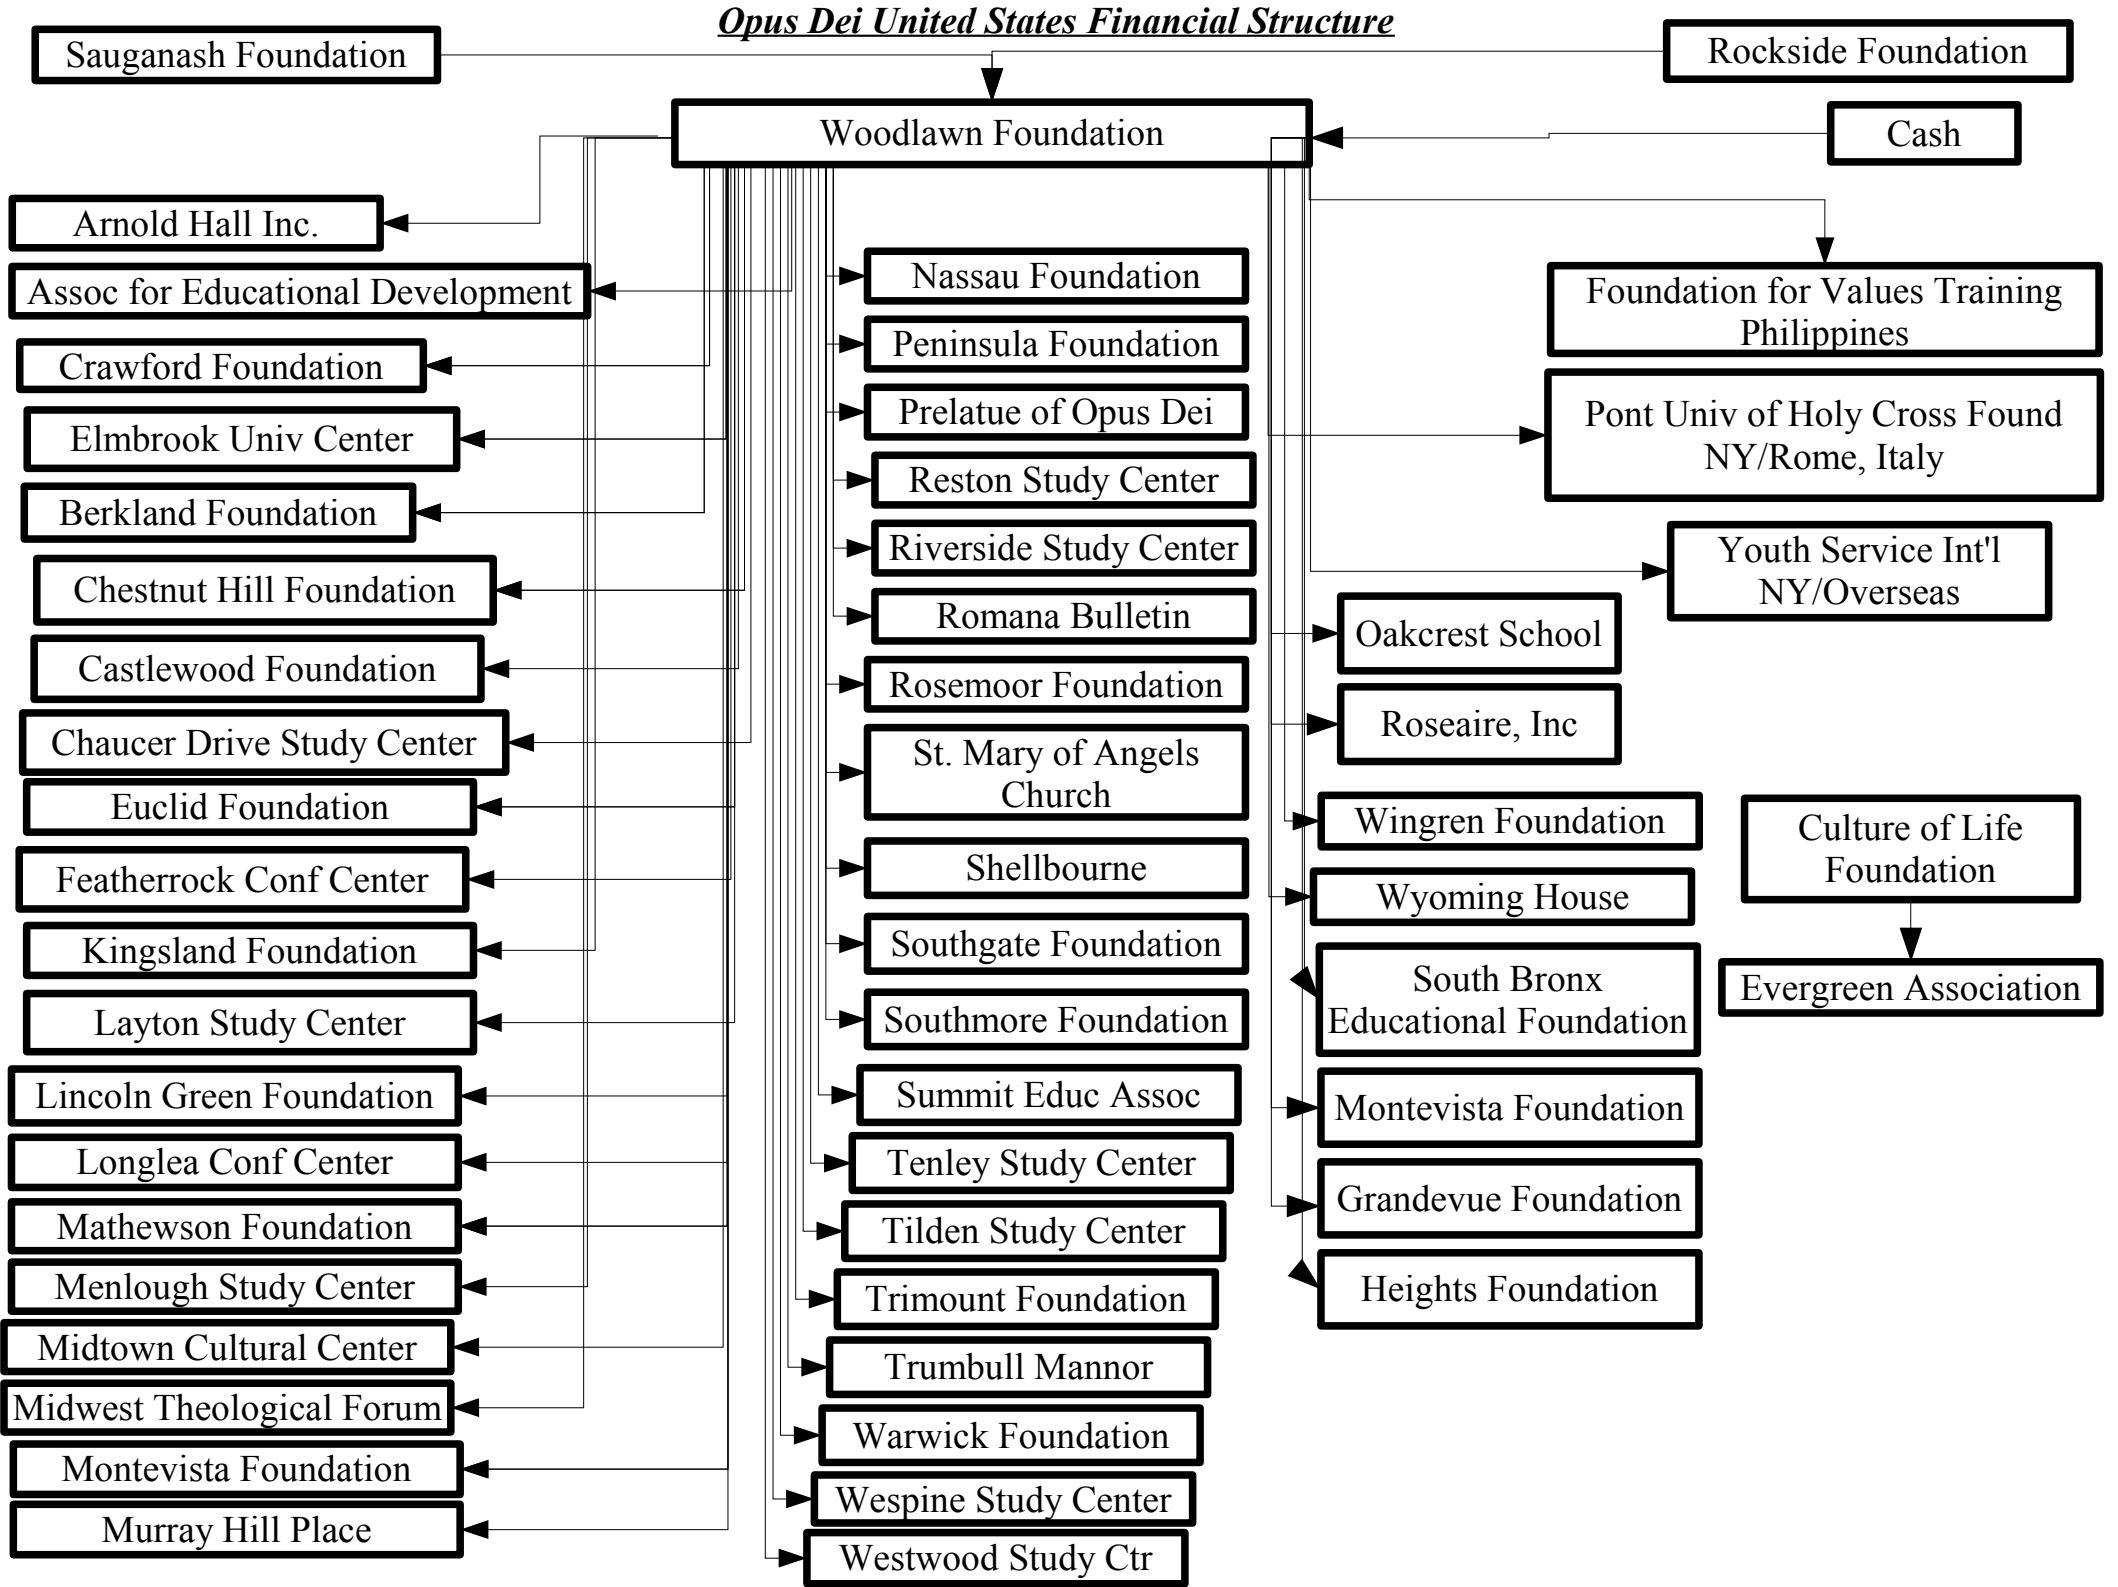 Opus Dei United States Financial Structure
Sauganash Foundation
Rockside Foundation
Woodlawn Foundation
Cash
Arnold Hall Inc.
Assoc for Educational Development
Crawford Foundation
Elmbrook Univ Center
Berkland Foundation
Chestnut Hill Foundation
Castlewood Foundation
Chaucer Drive Study Center
Euclid Foundation
Featherrock Conf Center
Kingsland Foundation
Layton Study Center
Lincoln Green Foundation
Longlea Conf Center
Mathewson Foundation
Menlough Study Center
Midtown Cultural Center
Midwest Theological Forum
Montevista Foundation
Murray Hill Place
Nassau Foundation
Peninsula Foundation
Prelatue of Opus Dei
Reston Study Center
Riverside Study Center
Romana Bulletin
Rosemoor Foundation
St. Mary of Angels
Church
Shellbourne
Southgate Foundation
Southmore Foundation
Summit Educ Assoc
Tenley Study Center
Tilden Study Center
Trimount Foundation
Trumbull Mannor
Warwick Foundation
Wespine Study Center
Westwood Study Ctr
Foundation for Values Training
Philippines
Pont Univ of Holy Cross Found
NY/Rome, Italy
Youth Service Int'l
NY/Overseas
Oakcrest School
Roseaire, Inc
Wingren Foundation
Wyoming House
South Bronx
Educational Foundation
Montevista Foundation
Grandevue Foundation
Heights Foundation
Culture of Life
Foundation
Evergreen Association